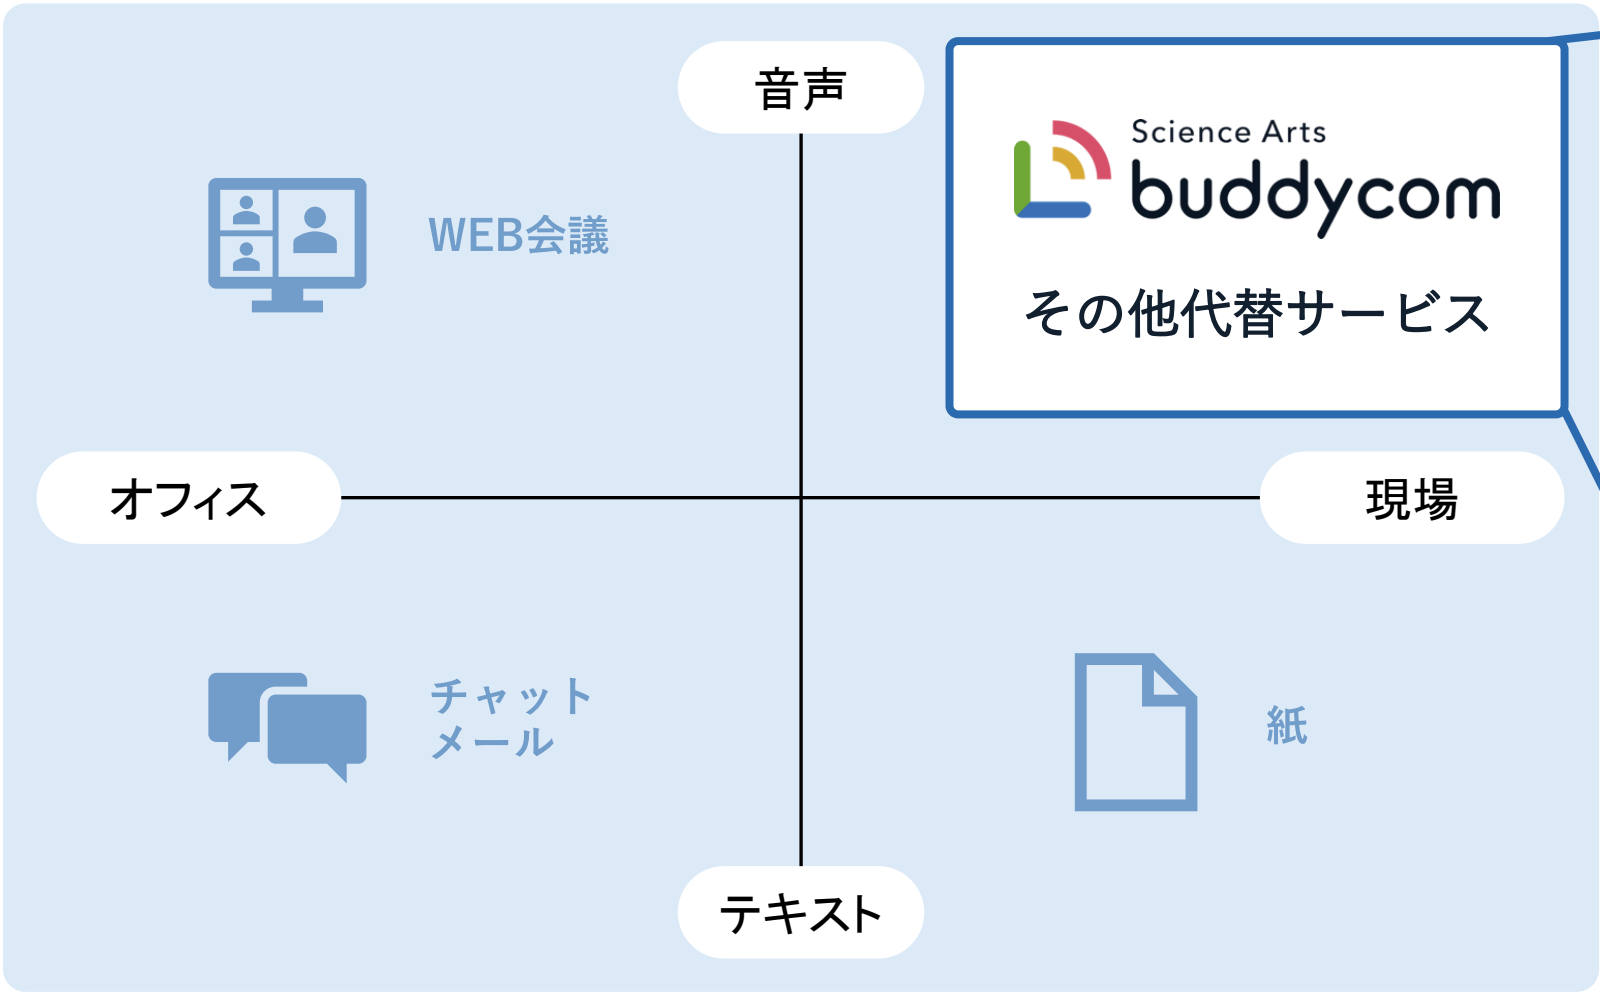 音声
Science Arts
buddycom
その他代替サービス
WEB会議
オフィス
現場
チャット
メール
紙
テキスト